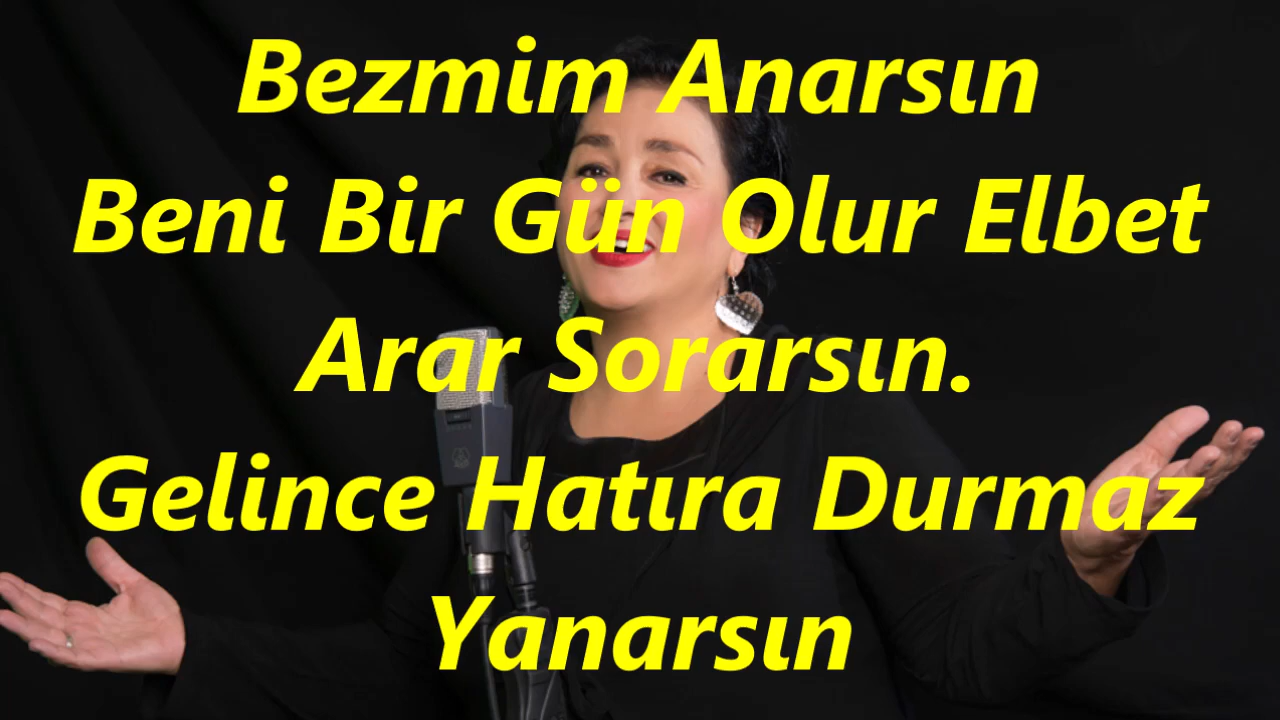 Bezmim Anarsın
Beni Bir Gün Olur Elbet
Arar Sorarsın.
Gelince Hatıra Durmaz
Yanarsın